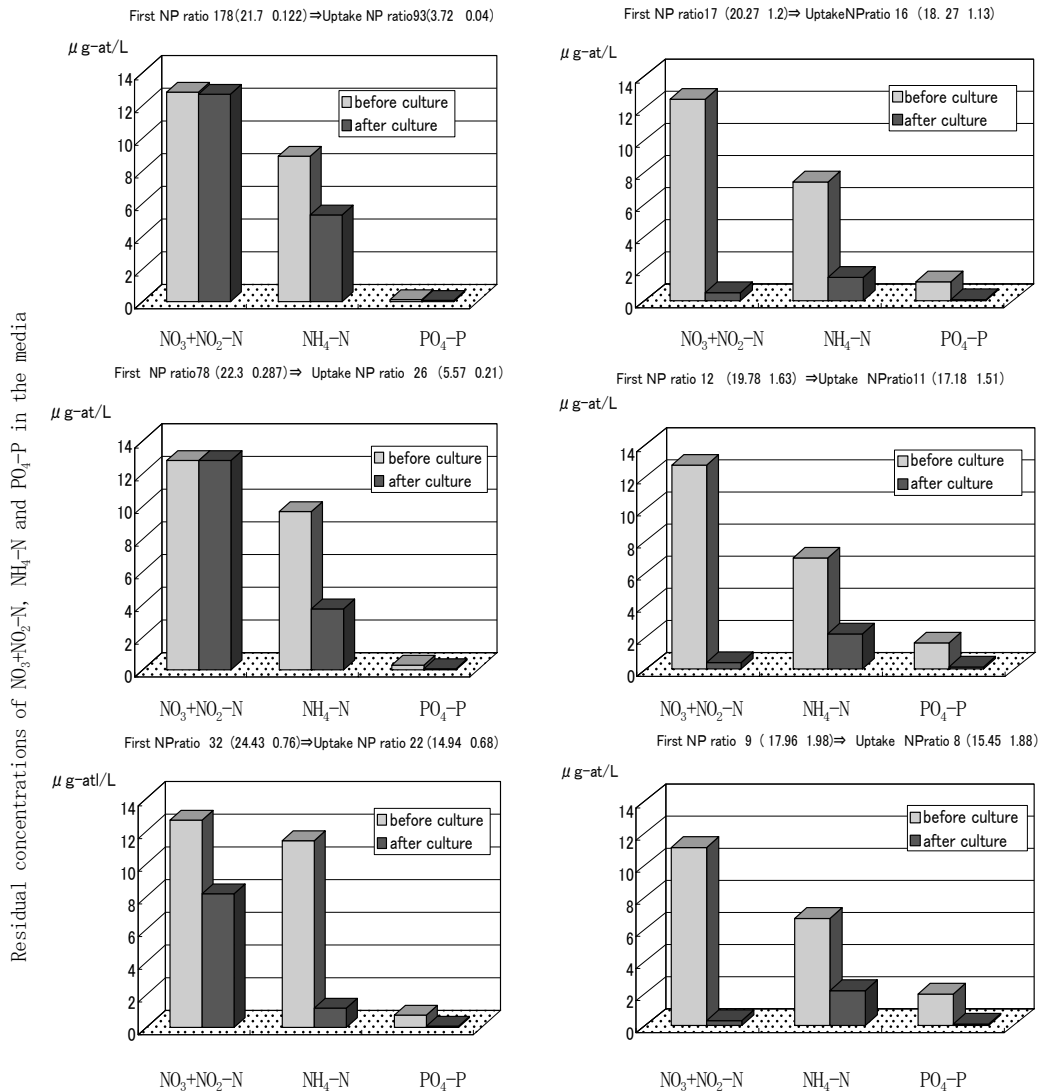 First NP ratio 178(21.7 0.122)⇒Uptake NP ratio93(3.72 0.04)
μg-at/L
14
12
10
8
6
4
2
0
before culture
after culture
NO₃+NO₂-N NH₄-N PO₄-P
First NP ratio17 (20.27 1.2)⇒ UptakeNPratio 16 (18. 27 1.13)
μg-at/L
14
12
10
8
6
4
2
0
before culture
after culture
NO₃+NO₂-N NH₄-N PO₄-P
Residual concentrations of NO₃+NO₂-N, NH₄-N and PO₄-P in the media
First NP ratio78 (22.3 0.287)⇒ Uptake NP ratio 26 (5.57 0.21)
μg-at/L
14
12
10
8
6
4
2
0
before culture
after culture
NO₃+NO₂-N NH₄-N PO₄-P
First NP ratio 12 (19.78 1.63) ⇒Uptake NPratio11 (17.18 1.51)
μg-at/L
14
12
10
8
6
4
2
0
before culture
after culture
NO₃+NO₂-N NH₄-N PO₄-P
First NPratio 32 (24.43 0.76)⇒Uptake NP ratio 22 (14.94 0.68)
μg-atl/L
14
12
10
8
6
4
2
0
before culture
after culture
NO₃+NO₂-N NH₄-N PO₄-P
First NP ratio 9 ( 17.96 1.98)⇒ Uptake NPratio 8 (15.45 1.88)
μg-at/L
14
12
10
8
6
4
2
0
before culture
after culture
NO₃+NO₂-N NH₄-N PO₄-P